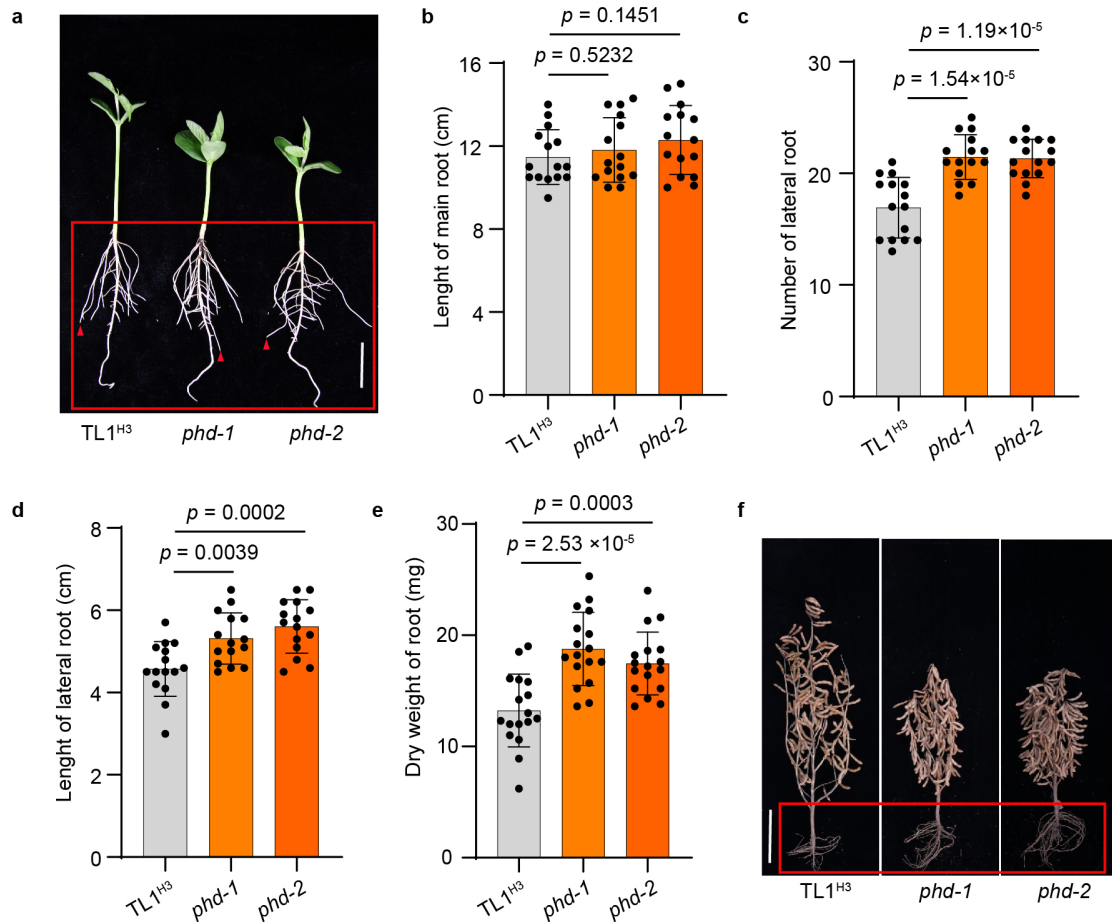 a
TL1ᴴ³
phd-1
phd-2
b
p = 0.1451
p = 0.5232
Lenght of main root (cm)
16
12
8
4
0
TL1ᴴ³
phd-1
phd-2
c
p = 1.19×10⁻⁵
p = 1.54×10⁻⁵
Number of lateral root
30
20
10
0
TL1ᴴ³
phd-1
phd-2
d
p = 0.0002
p = 0.0039
Lenght of lateral root (cm)
8
6
4
2
0
TL1ᴴ³
phd-1
phd-2
e
p = 0.0003
p = 2.53 ×10⁻⁵
Dry weight of root (mg)
30
20
10
0
TL1ᴴ³
phd-1
phd-2
f
TL1ᴴ³
phd-1
phd-2